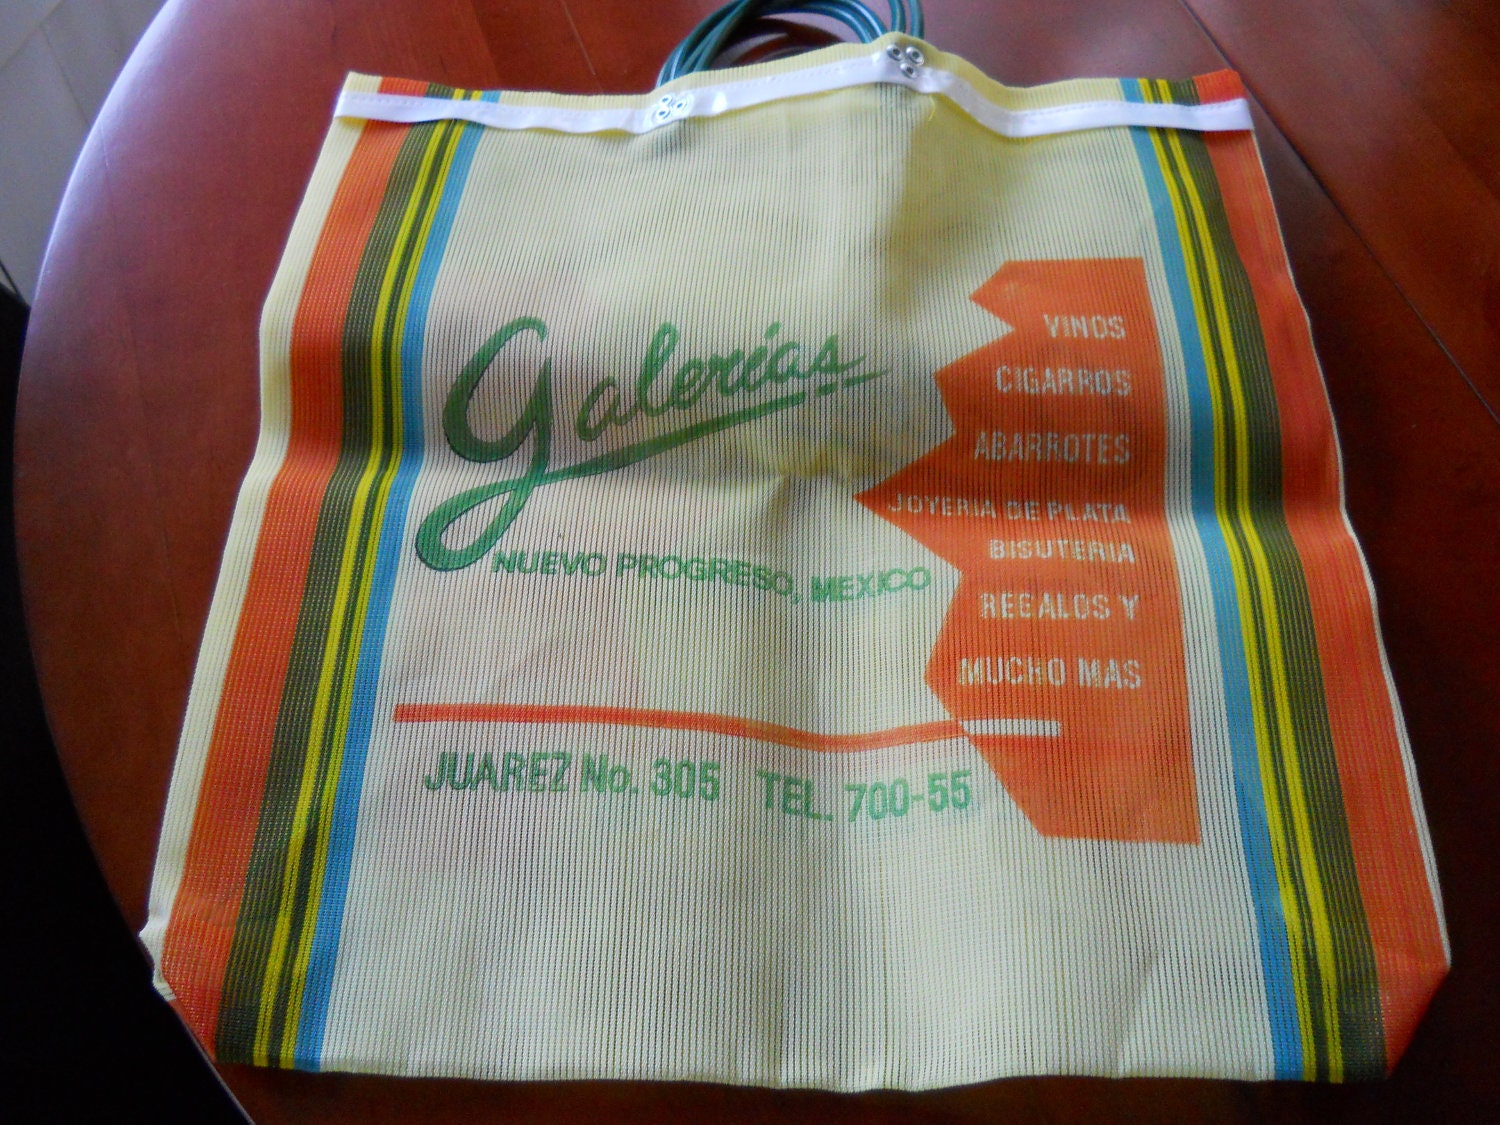 galerías
NUEVO PROGRESO, MEXICO
VINOS
CIGARROS
ABARROTES
JOYERIA DE PLATA
BISUTERIA
REGALOS Y
MUCHO MAS
JUAREZ No. 305 TEL. 700-55